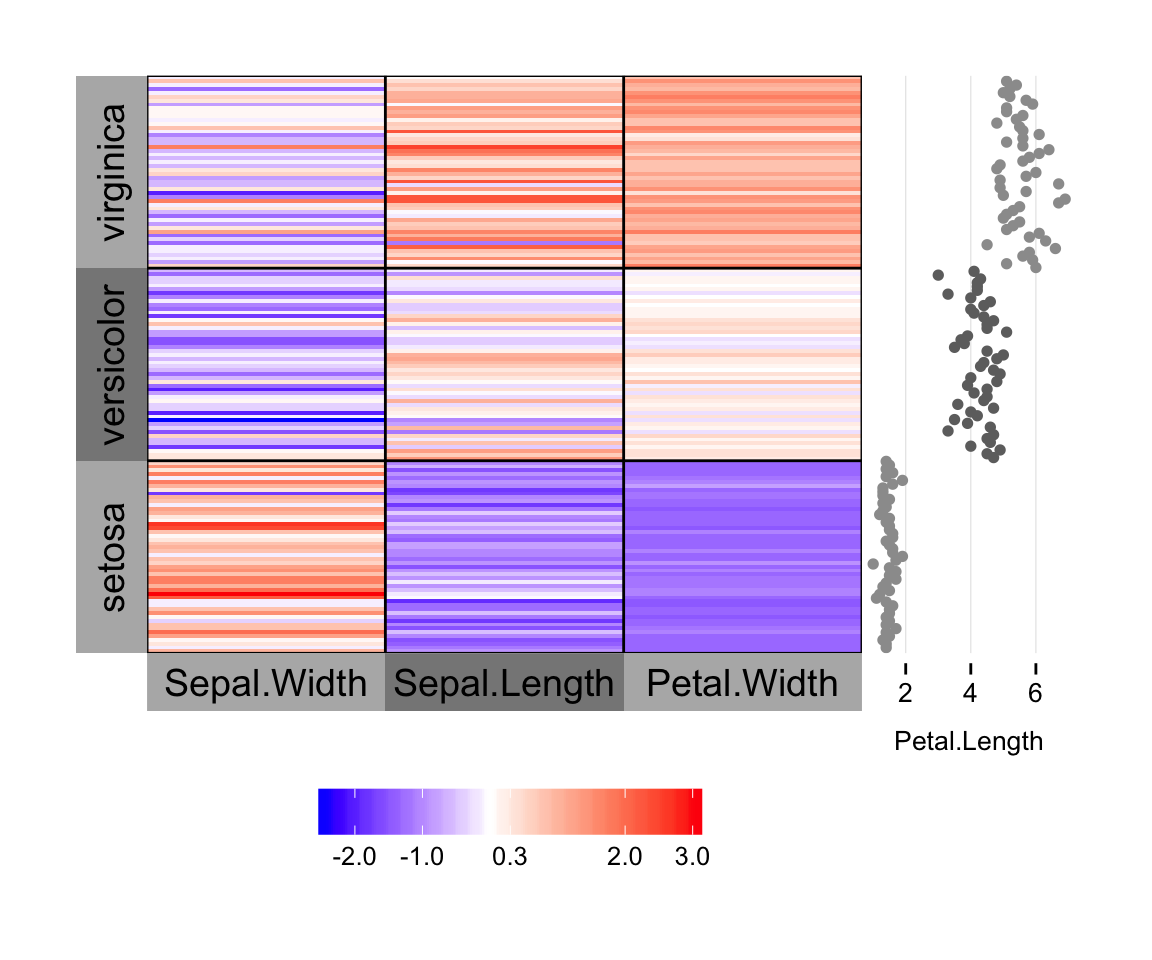 virginica
versicolor
setosa
Sepal.Width Sepal.Length Petal.Width
2 4 6
Petal.Length
-2.0 -1.0 0.3 2.0 3.0